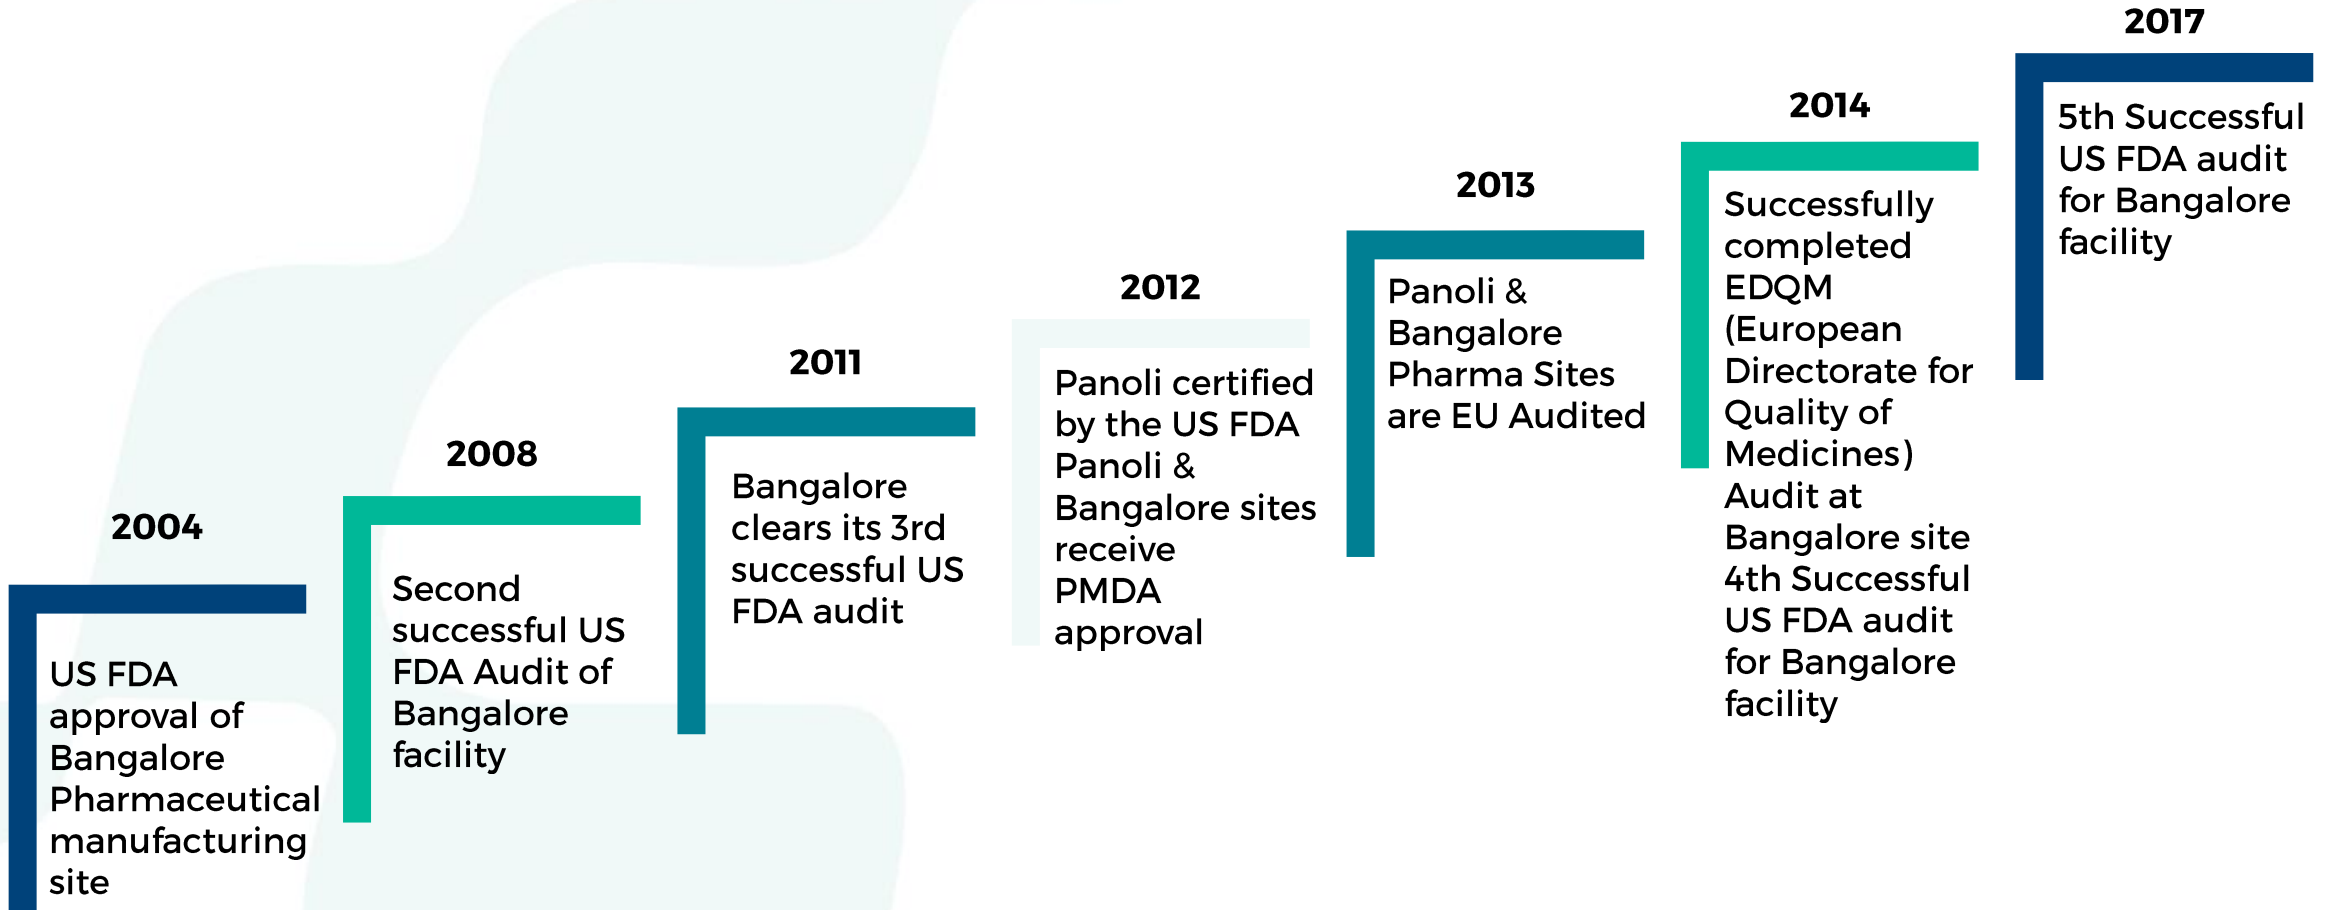 2004
US FDA
approval of
Bangalore
Pharmaceutical
manufacturing
site
2008
Second
successful US
FDA Audit of
Bangalore
facility
2011
Bangalore
clears its 3rd
successful US
FDA audit
2012
Panoli certified
by the US FDA
Panoli &
Bangalore sites
receive
PMDA
approval
2013
Panoli &
Bangalore
Pharma Sites
are EU Audited
2014
Successfully
completed
EDQM
(European
Directorate for
Quality of
Medicines)
Audit at
Bangalore site
4th Successful
US FDA audit
for Bangalore
facility
2017
5th Successful
US FDA audit
for Bangalore
facility